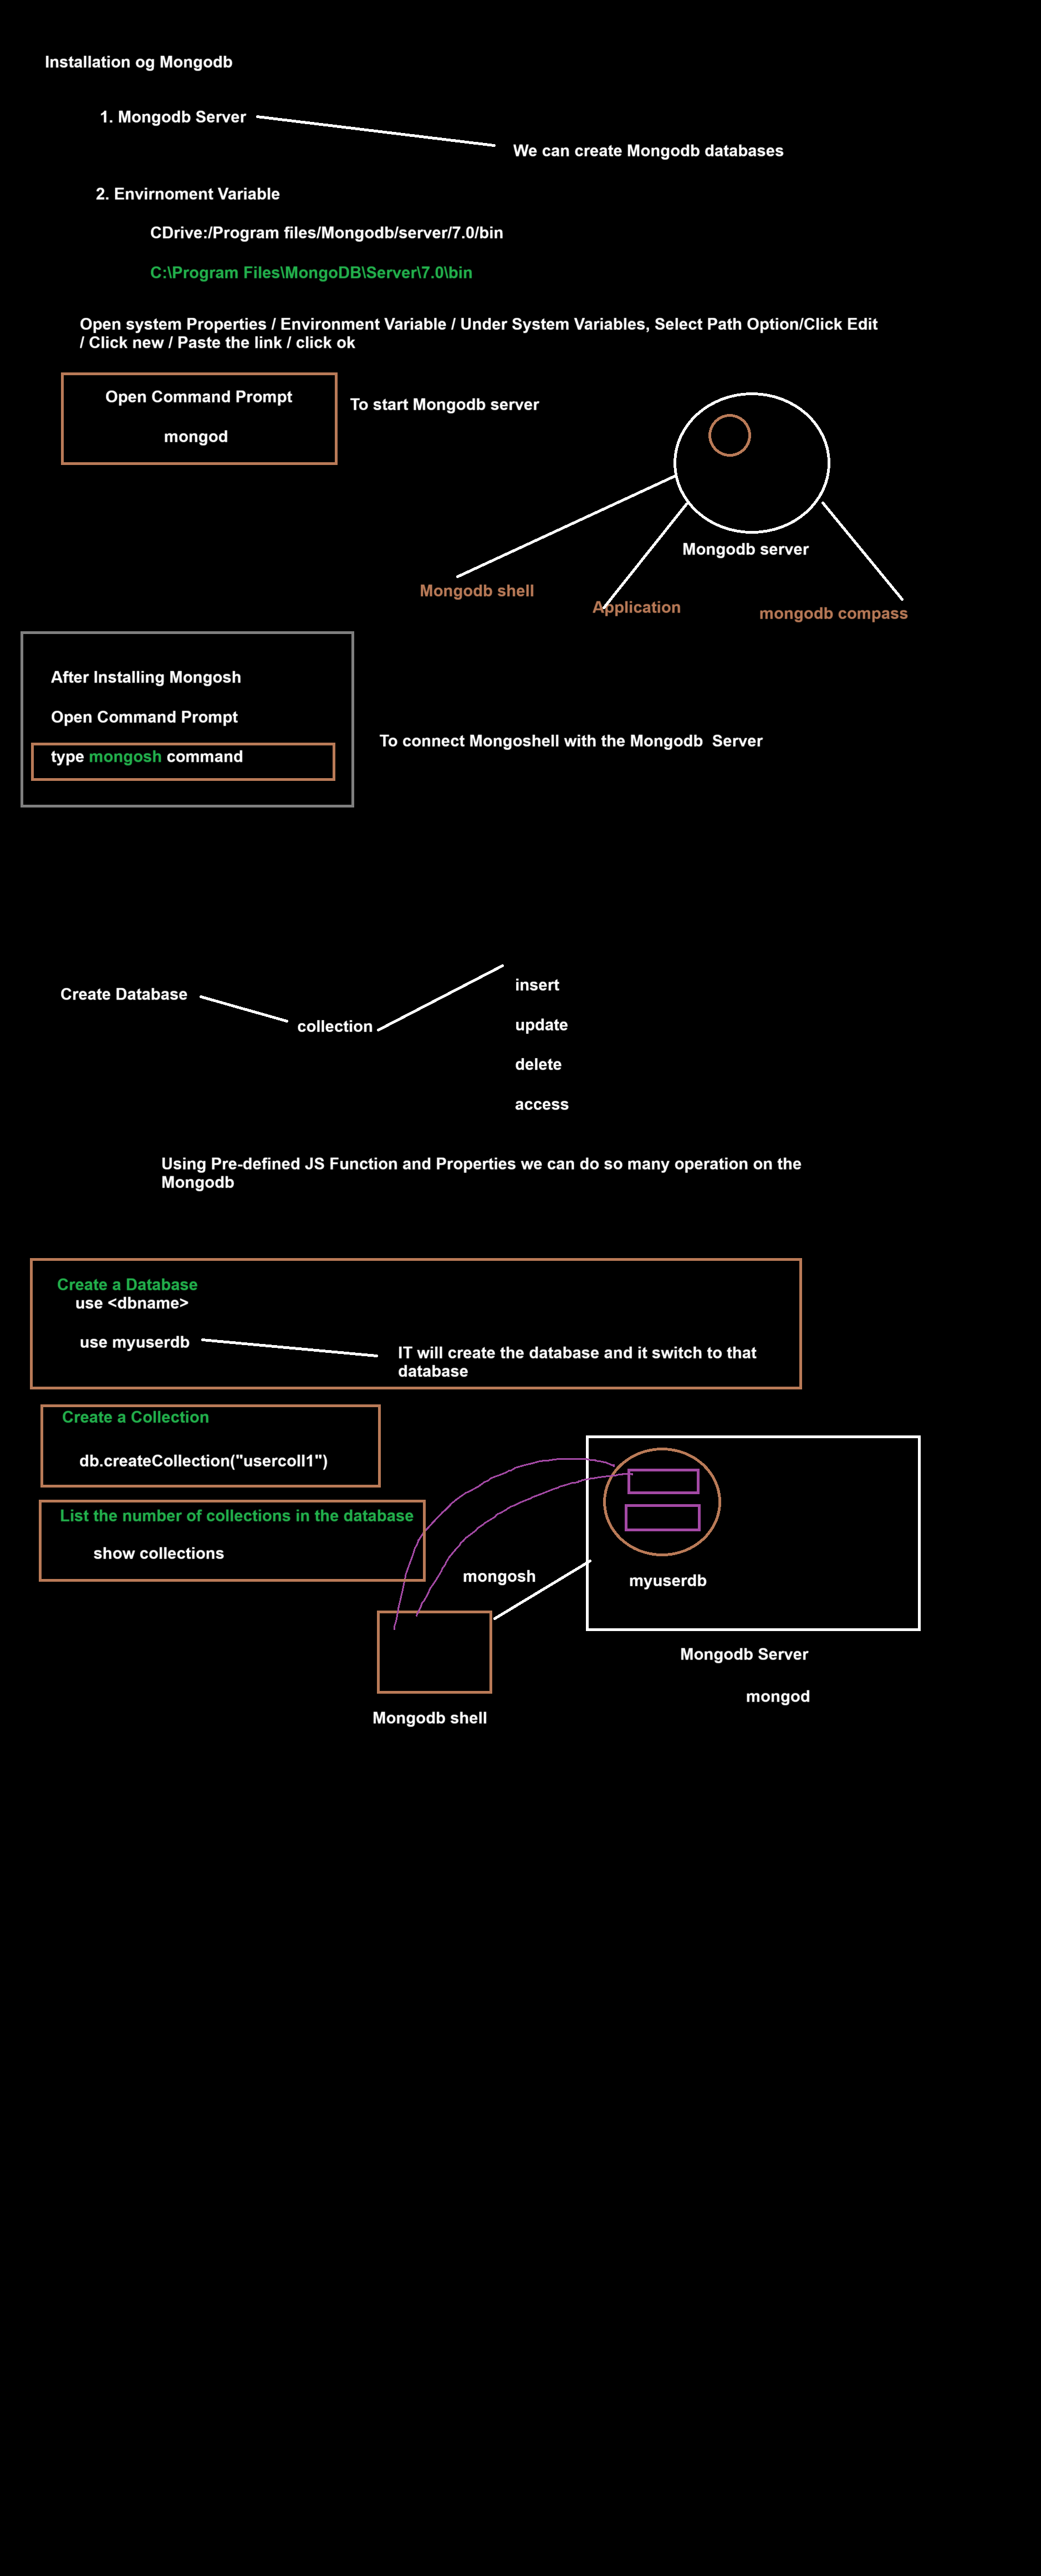 Installation og Mongodb
1. Mongodb Server
We can create Mongodb databases
2. Envirnoment Variable
CDrive:/Program files/Mongodb/server/7.0/bin
C:\Program Files\MongoDB\Server\7.0\bin
Open system Properties / Environment Variable / Under System Variables, Select Path Option/Click Edit
/ Click new / Paste the link / click ok
Open Command Prompt
To start Mongodb server
mongod
Mongodb server
Mongodb shell
Application
mongodb compass
After Installing Mongosh
Open Command Prompt
type mongosh command
To connect Mongoshell with the Mongodb  Server
Create Database
collection
insert
update
delete
access
Using Pre-defined JS Function and Properties we can do so many operation on the
Mongodb
Create a Database
use <dbname>
use myuserdb
IT will create the database and it switch to that
database
Create a Collection
db.createCollection("usercoll1")
List the number of collections in the database
show collections
mongosh
myuserdb
Mongodb Server
mongod
Mongodb shell